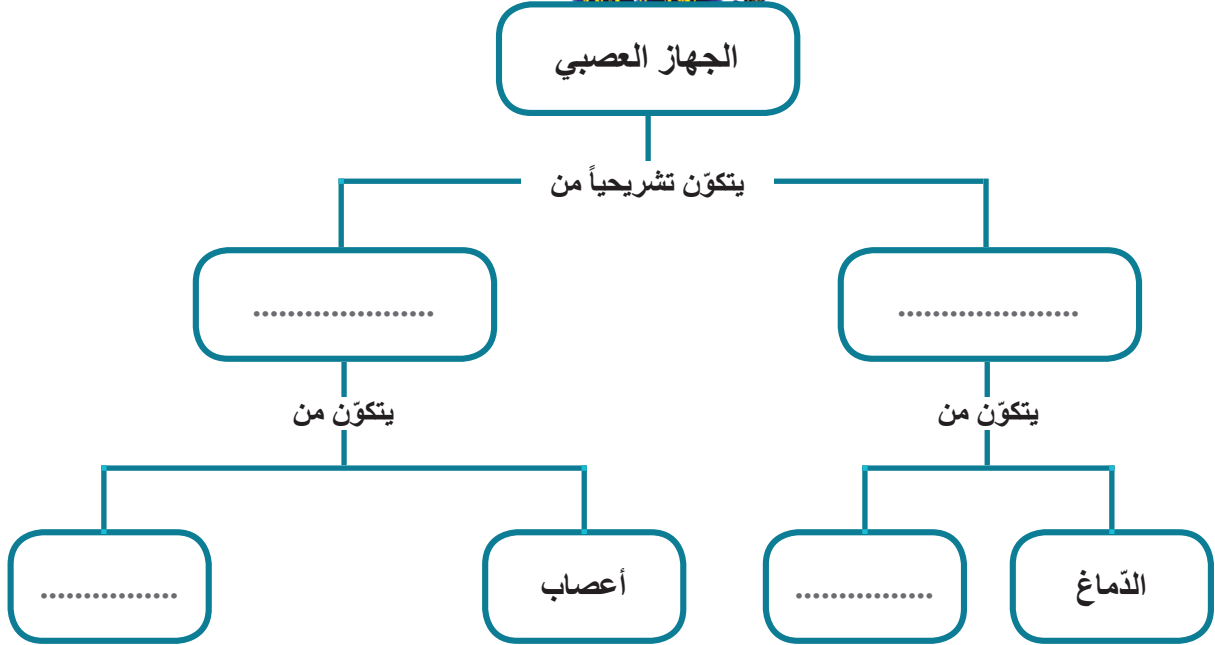 الجهاز العصبي
يتكوّن تشريحياً من
..................... .....................
يتكوّن من يتكوّن من
الدّماغ ................ أعصاب ................